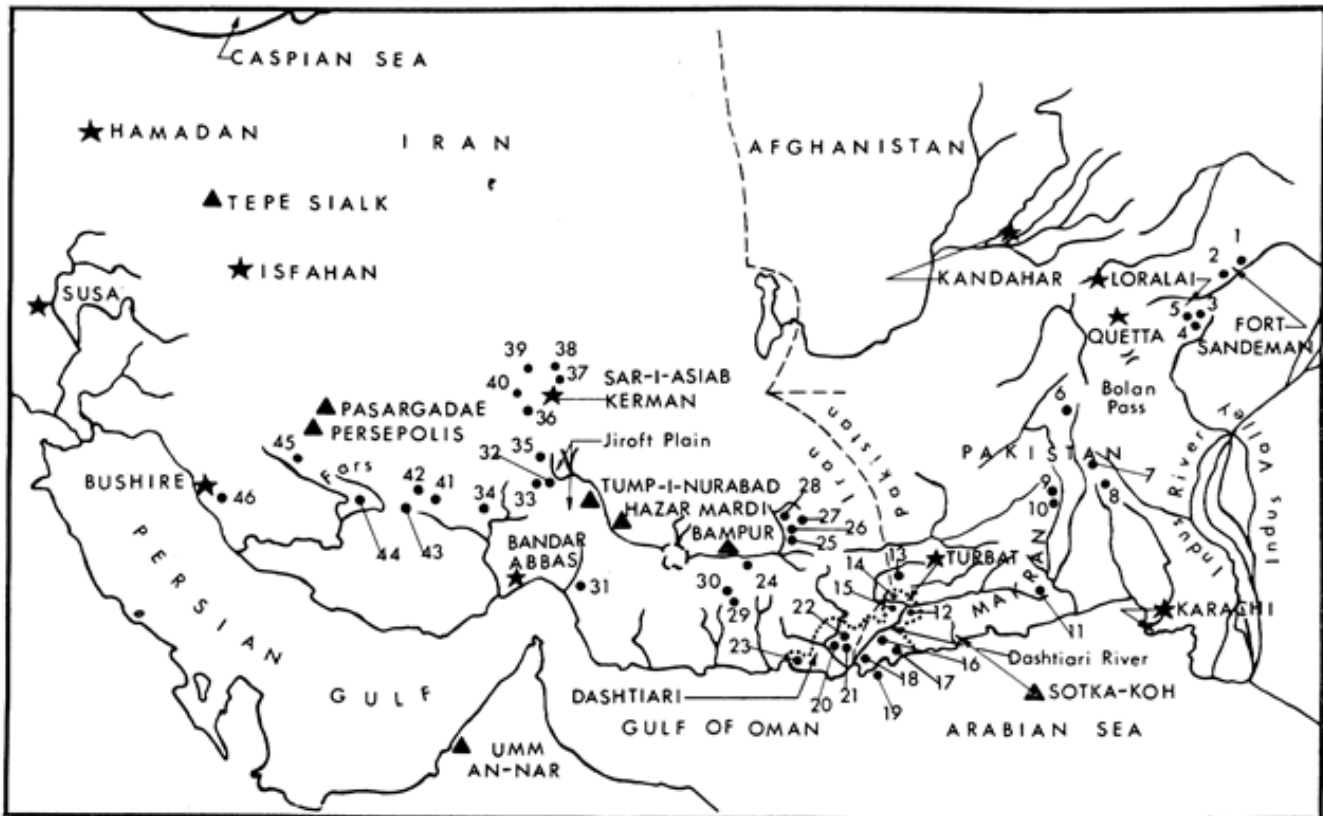 CASPIAN SEA
HAMADAN
IRAN
AFGHANISTAN
TEPE SIALK
ISFAHAN
SUSA
KANDAHAR
LORALAI
1
2
3
4
5
QUETTA
FORT
SANDEMAN
39
38
37
40
36
SAR-I-ASIAB
KERMAN
Bolan
Pass
6
PASARGADAE
PERSEPOLIS
Jiroft Plain
45
35
32
33
34
Fars
42
41
BUSHIRE
46
44
43
TUMP-I-NURABAD
HAZAR MARDI
BAMPUR
28
27
26
25
Iran
Pakistan
PAKISTAN
7
8
9
10
Indus River
Indus Valley
BANDAR
ABBAS
31
30
29
24
13
14
15
TURBAT
12
MAKRAN
11
KARACHI
22
23
20
21
18
19
17
16
Dashtiari River
DASHTIARI
SOTKA-KOH
PERSIAN
GULF
GULF OF OMAN
ARABIAN SEA
UMM
AN-NAR